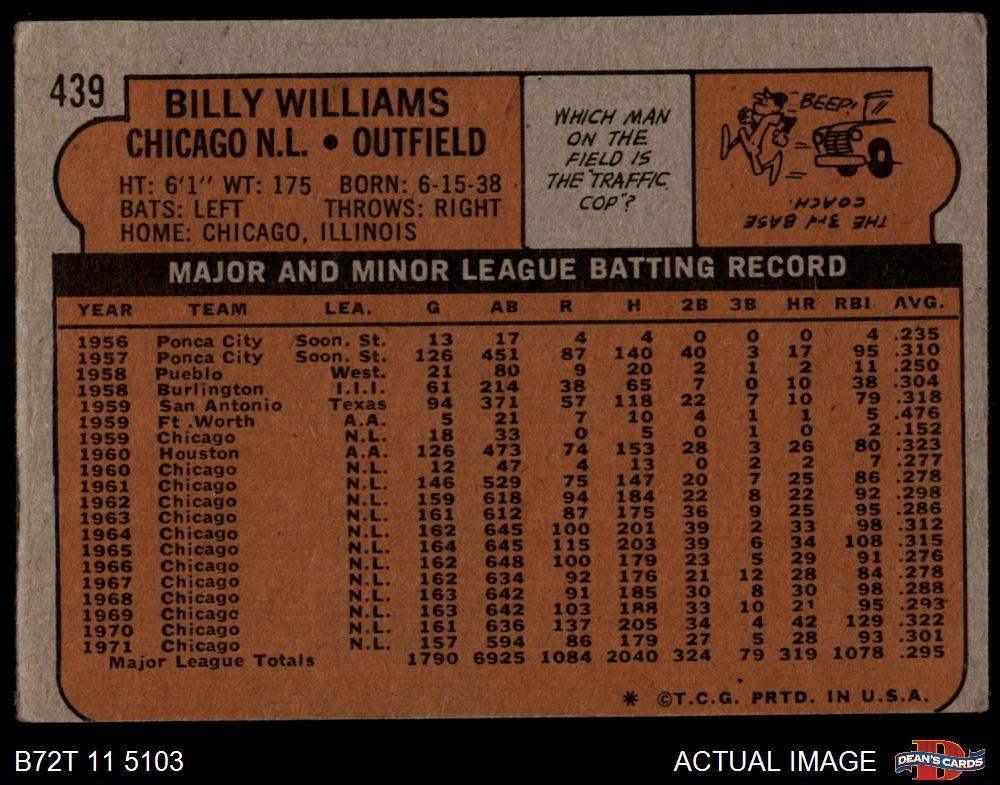 439
BILLY WILLIAMS
CHICAGO N.L. • OUTFIELD
HT: 6'1" WT: 175 BORN: 6-15-38
BATS: LEFT THROWS: RIGHT
HOME: CHICAGO, ILLINOIS
WHICH MAN
ON THE
FIELD IS
THE "TRAFFIC
COP"?
BEEP!
THE 3rd BASE
COACH.
MAJOR AND MINOR LEAGUE BATTING RECORD
YEAR TEAM LEA. G AB R H 2B 3B HR RBI AVG.
1956 Ponca City Soon. St. 13 17 4 4 0 0 0 4 .235
1957 Ponca City Soon. St. 126 451 87 140 40 3 17 95 .310
1958 Pueblo West. 21 80 9 20 2 1 2 11 .250
1958 Burlington I.I.I. 61 214 38 65 7 0 10 38 .304
1959 San Antonio Texas 94 371 57 118 22 7 10 79 .318
1959 Ft .Worth A.A. 5 21 7 10 4 1 1 5 .476
1959 Chicago N.L. 18 33 0 5 0 1 0 2 .152
1960 Houston A.A. 126 473 74 153 28 3 26 80 .323
1960 Chicago N.L. 12 47 4 13 0 2 2 7 .277
1961 Chicago N.L. 146 529 75 147 20 7 25 86 .278
1962 Chicago N.L. 159 618 94 184 22 8 22 92 .298
1963 Chicago N.L. 161 612 87 175 36 9 25 95 .286
1964 Chicago N.L. 162 645 100 201 39 2 33 98 .312
1965 Chicago N.L. 164 645 115 203 39 6 34 108 .315
1966 Chicago N.L. 162 648 100 179 23 5 29 91 .276
1967 Chicago N.L. 162 634 92 176 21 12 28 84 .278
1968 Chicago N.L. 163 642 91 185 30 8 30 98 .288
1969 Chicago N.L. 163 642 103 188 33 10 21 95 .293
1970 Chicago N.L. 161 636 137 205 34 4 42 129 .322
1971 Chicago N.L. 157 594 86 179 27 5 28 93 .301
Major League Totals 1790 6925 1084 2040 324 79 319 1078 .295
* ©T.C.G. PRTD. IN U.S.A.
B72T 11 5103
ACTUAL IMAGE
D
DEAN'S CARDS